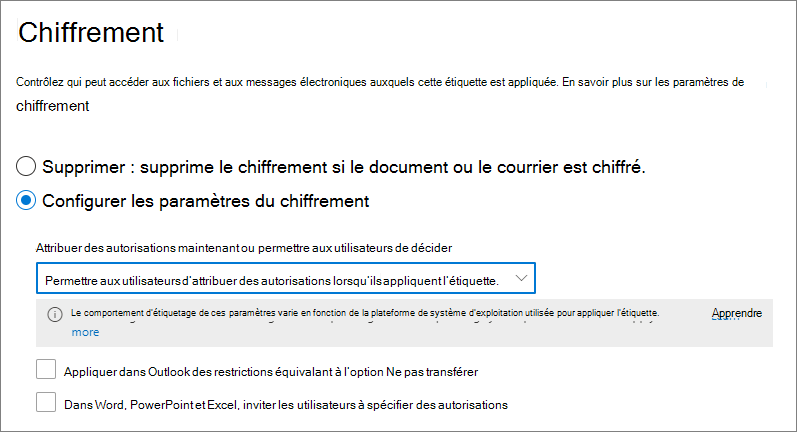 Chiffrement
Contrôlez qui peut accéder aux fichiers et aux messages électroniques auxquels cette étiquette est appliquée. En savoir plus sur les paramètres de
chiffrement
Supprimer : supprime le chiffrement si le document ou le courrier est chiffré.
Configurer les paramètres du chiffrement
Attribuer des autorisations maintenant ou permettre aux utilisateurs de décider
Permettre aux utilisateurs d'attribuer des autorisations lorsqu'ils appliquent l'étiquette.
Le comportement d'étiquetage de ces paramètres varie en fonction de la plateforme de système d'exploitation utilisée pour appliquer l'étiquette. Apprendre
more
Appliquer dans Outlook des restrictions équivalant à l'option Ne pas transférer
Dans Word, PowerPoint et Excel, inviter les utilisateurs à spécifier des autorisations